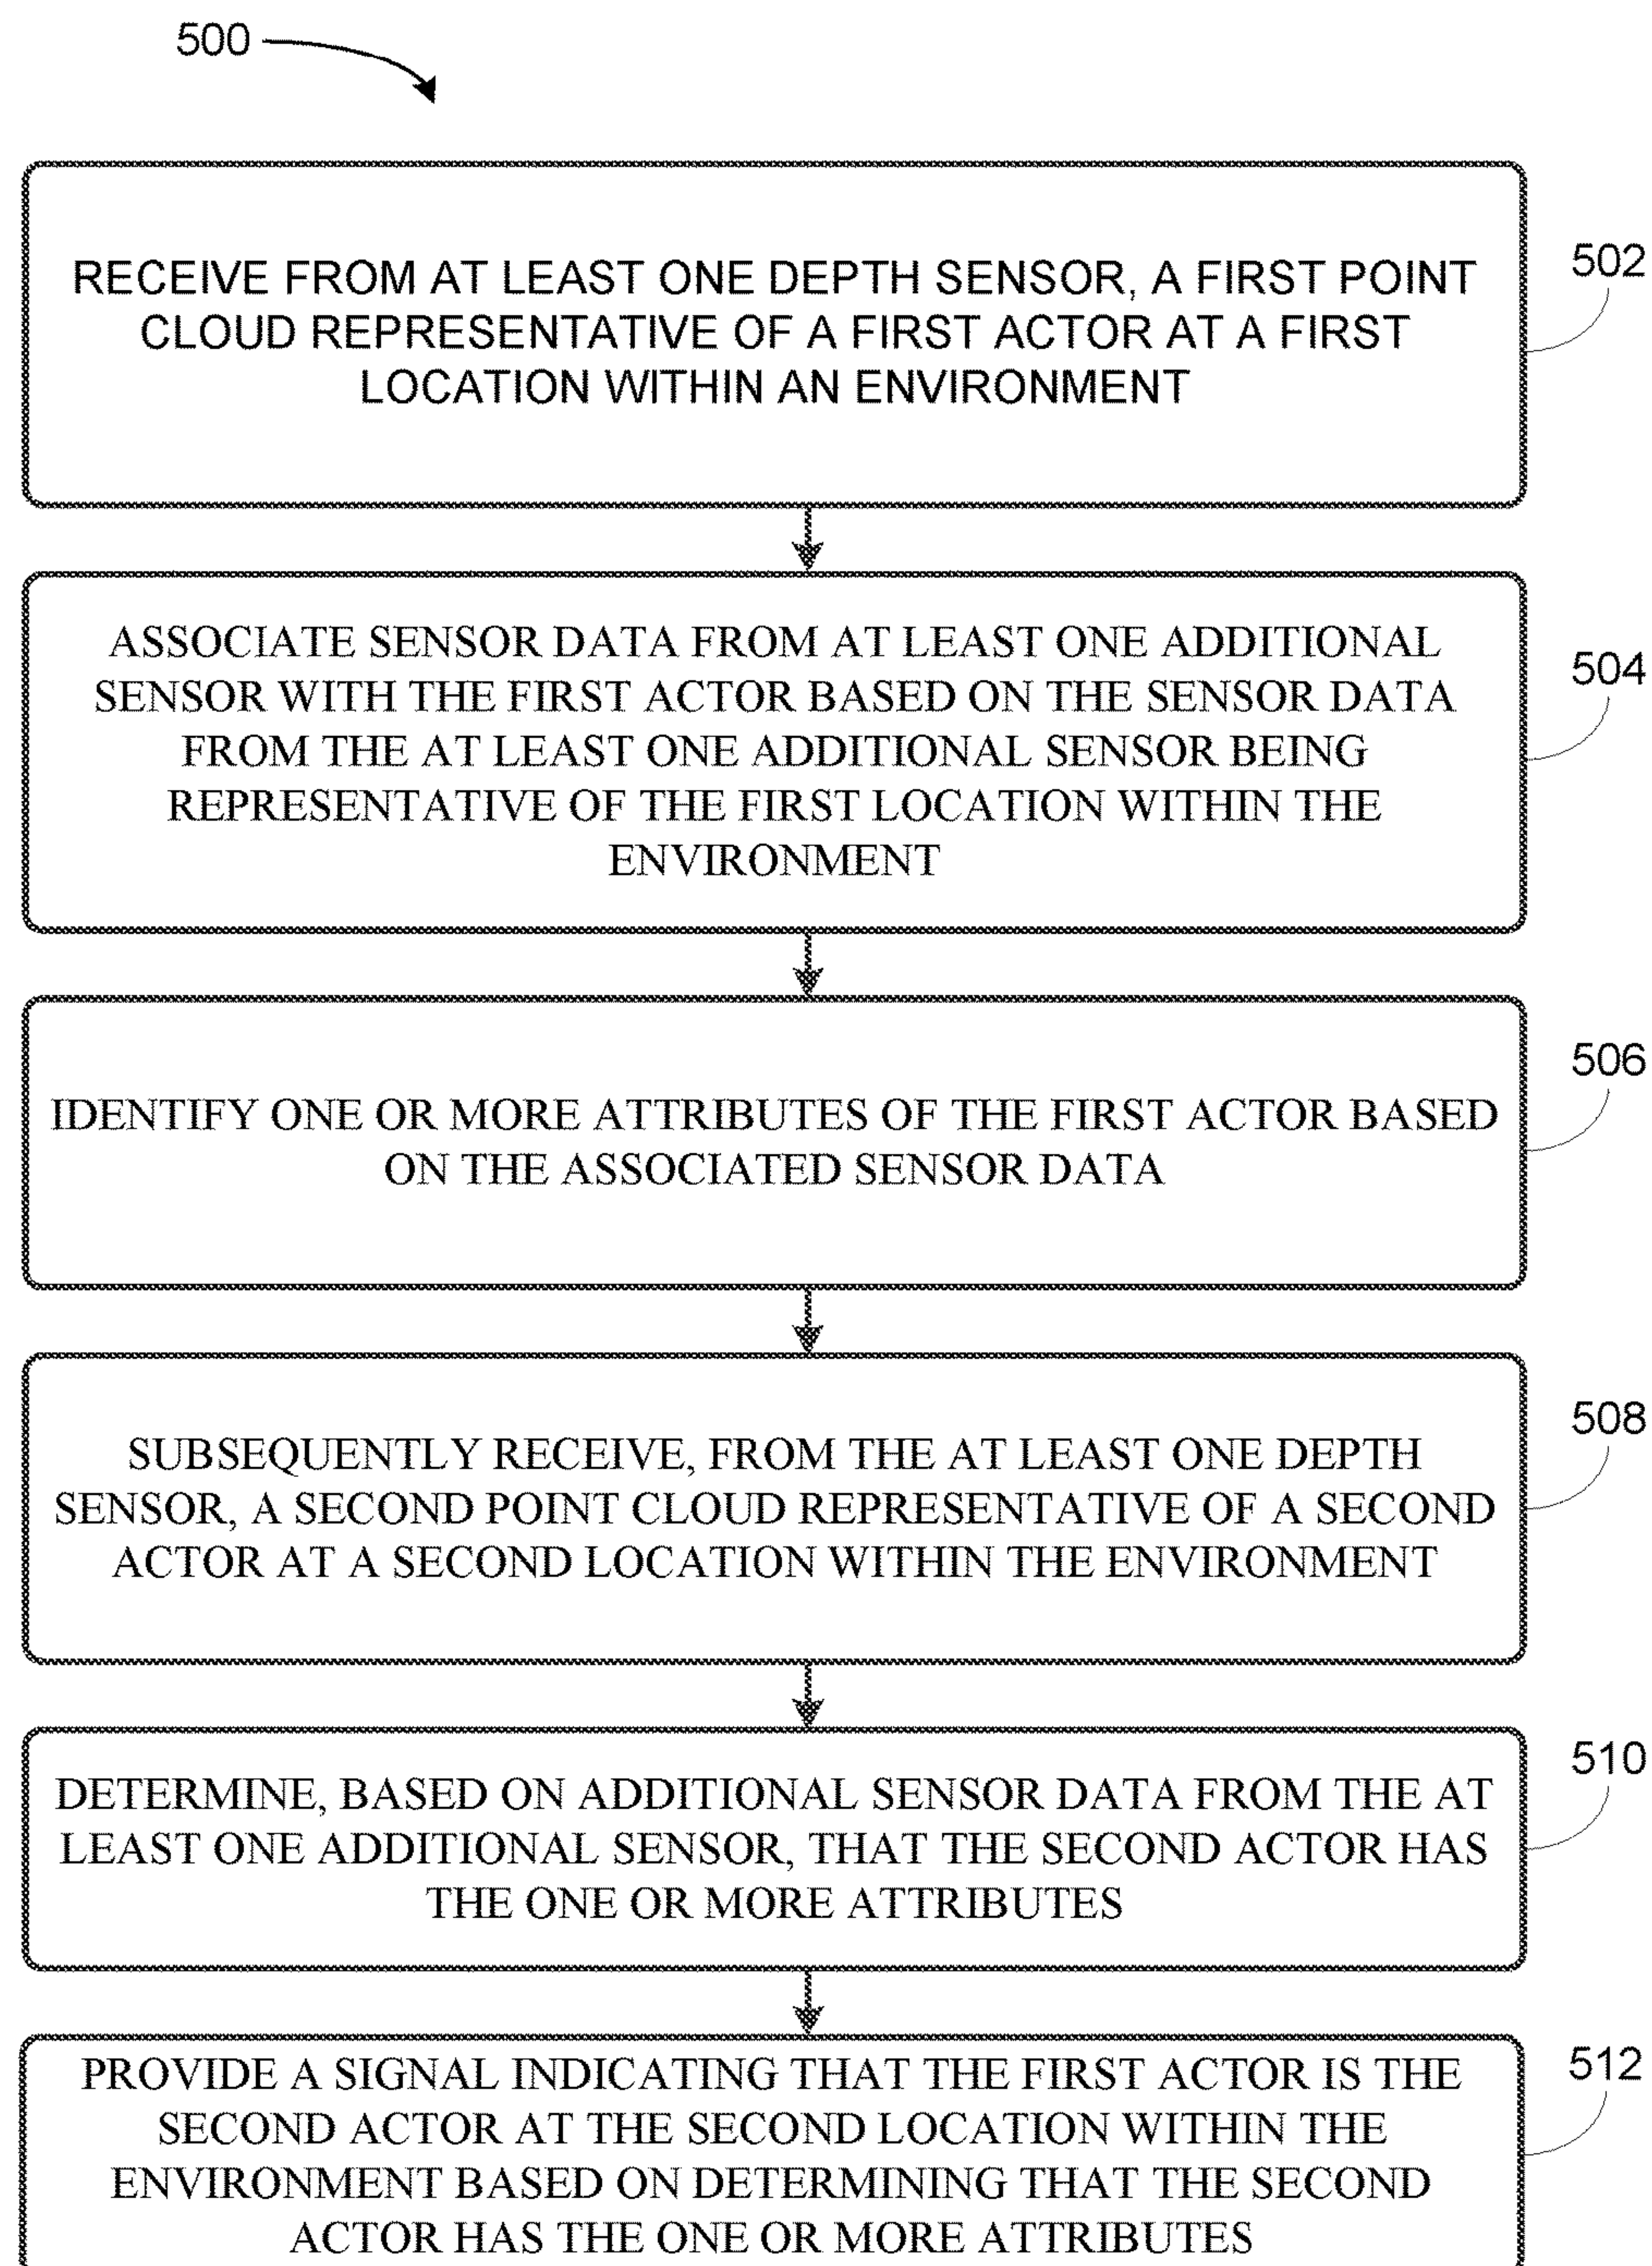 500
RECEIVE FROM AT LEAST ONE DEPTH SENSOR, A FIRST POINT
CLOUD REPRESENTATIVE OF A FIRST ACTOR AT A FIRST
LOCATION WITHIN AN ENVIRONMENT
502
ASSOCIATE SENSOR DATA FROM AT LEAST ONE ADDITIONAL
SENSOR WITH THE FIRST ACTOR BASED ON THE SENSOR DATA
FROM THE AT LEAST ONE ADDITIONAL SENSOR BEING
REPRESENTATIVE OF THE FIRST LOCATION WITHIN THE
ENVIRONMENT
504
IDENTIFY ONE OR MORE ATTRIBUTES OF THE FIRST ACTOR BASED
ON THE ASSOCIATED SENSOR DATA
506
SUBSEQUENTLY RECEIVE, FROM THE AT LEAST ONE DEPTH
SENSOR, A SECOND POINT CLOUD REPRESENTATIVE OF A SECOND
ACTOR AT A SECOND LOCATION WITHIN THE ENVIRONMENT
508
DETERMINE, BASED ON ADDITIONAL SENSOR DATA FROM THE AT
LEAST ONE ADDITIONAL SENSOR, THAT THE SECOND ACTOR HAS
THE ONE OR MORE ATTRIBUTES
510
PROVIDE A SIGNAL INDICATING THAT THE FIRST ACTOR IS THE
SECOND ACTOR AT THE SECOND LOCATION WITHIN THE
ENVIRONMENT BASED ON DETERMINING THAT THE SECOND
ACTOR HAS THE ONE OR MORE ATTRIBUTES
512